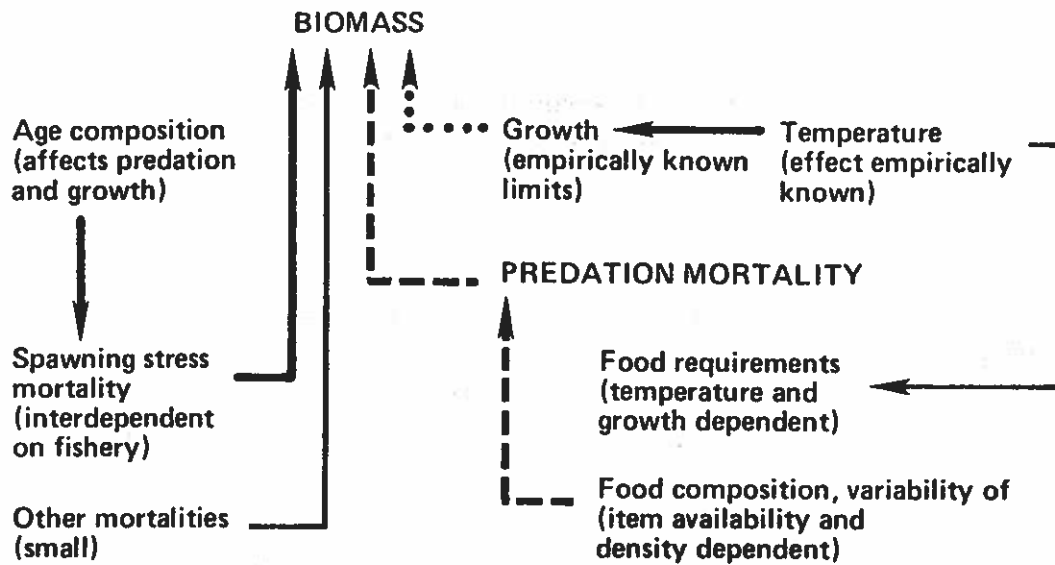 BIOMASS
Age composition
(affects predation
and growth)
Growth
(empirically known
limits)
Temperature
(effect empirically
known)
PREDATION MORTALITY
Spawning stress
mortality
(interdependent
on fishery)
Food requirements
(temperature and
growth dependent)
Other mortalities
(small)
Food composition, variability of
(item availability and
density dependent)